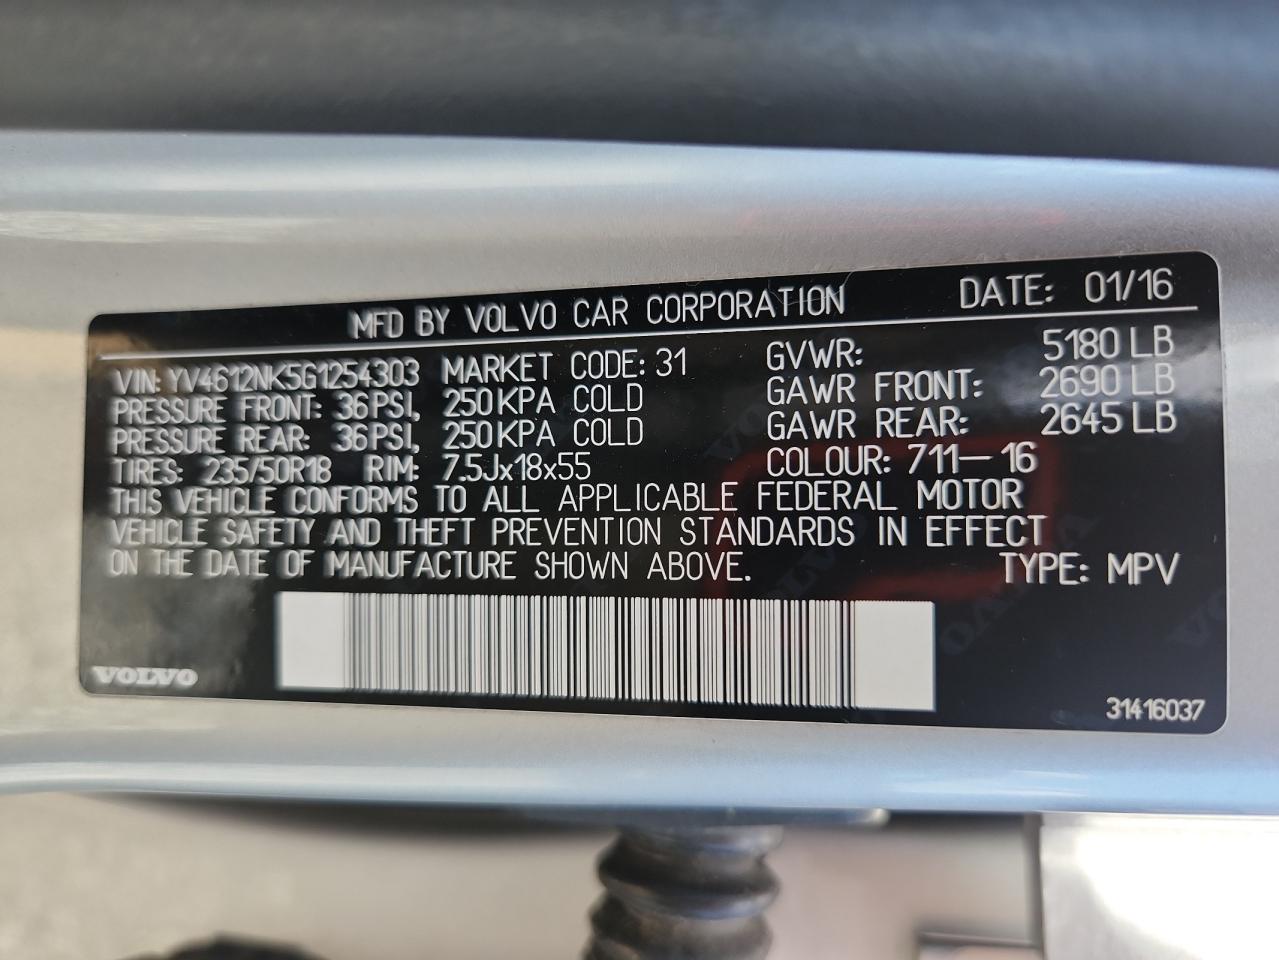 MFD BY VOLVO CAR CORPORATION DATE: 01/16
VIN: YV4612NK5G1254303 MARKET CODE: 31 GVWR: 5180 LB
PRESSURE FRONT: 36 PSI, 250 KPA COLD GAWR FRONT: 2690 LB
PRESSURE REAR: 36 PSI, 250 KPA COLD GAWR REAR: 2645 LB
TIRES: 235/50R18 RIM: 7.5Jx18x55 COLOUR: 711-16
THIS VEHICLE CONFORMS TO ALL APPLICABLE FEDERAL MOTOR
VEHICLE SAFETY AND THEFT PREVENTION STANDARDS IN EFFECT
ON THE DATE OF MANUFACTURE SHOWN ABOVE. TYPE: MPV
VOLVO
31416037